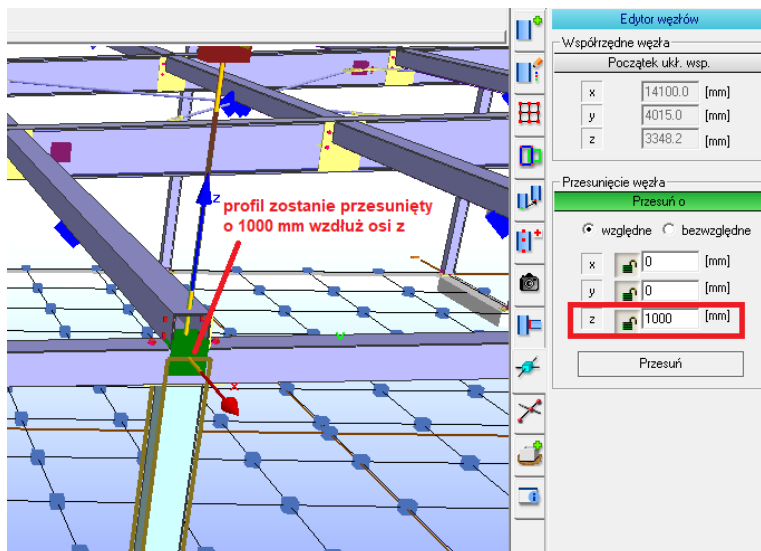 Edytor węzłów
Współrzędne węzła
Początek ukł. wsp.
x 14100.0 [mm]
y 4015.0 [mm]
z 3348.2 [mm]
Przesunięcie węzła
Przesuń o
względne bezwzględne
x 0 [mm]
y 0 [mm]
z 1000 [mm]
Przesuń
z
profil zostanie przesunięty
o 1000 mm wzdłuż osi z
y
x